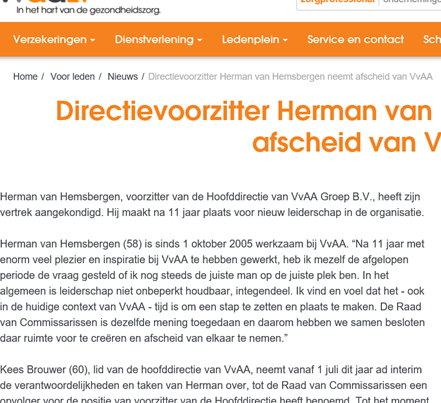 In het hart van de gezondheidszorg.
Verzekeringen Dienstverlening Ledenplein Service en contact Sch
Home / Voor leden / Nieuws / Directievoorzitter Herman van Hemsbergen neemt afscheid van VvAA
Directievoorzitter Herman van
afscheid van V
Herman van Hemsbergen, voorzitter van de Hoofddirectie van VvAA Groep B.V., heeft zijn
vertrek aangekondigd. Hij maakt na 11 jaar plaats voor nieuw leiderschap in de organisatie.
Herman van Hemsbergen (58) is sinds 1 oktober 2005 werkzaam bij VvAA. “Na 11 jaar met
enorm veel plezier en inspiratie bij VvAA te hebben gewerkt, heb ik mezelf de afgelopen
periode de vraag gesteld of ik nog steeds de juiste man op de juiste plek ben. In het
algemeen is leiderschap niet onbeperkt houdbaar, integendeel. Ik vind en voel dat het - ook
in de huidige context van VvAA - tijd is om een stap te zetten en plaats te maken. De Raad
van Commissarissen is dezelfde mening toegedaan en daarom hebben we samen besloten
daar ruimte voor te creëren en afscheid van elkaar te nemen.”
Kees Brouwer (60), lid van de hoofddirectie van VvAA, neemt vanaf 1 juli dit jaar ad interim
de verantwoordelijkheden en taken van Herman over, tot de Raad van Commissarissen een
opvolger voor de positie van voorzitter van de Hoofddirectie heeft benoemd. Tot het moment